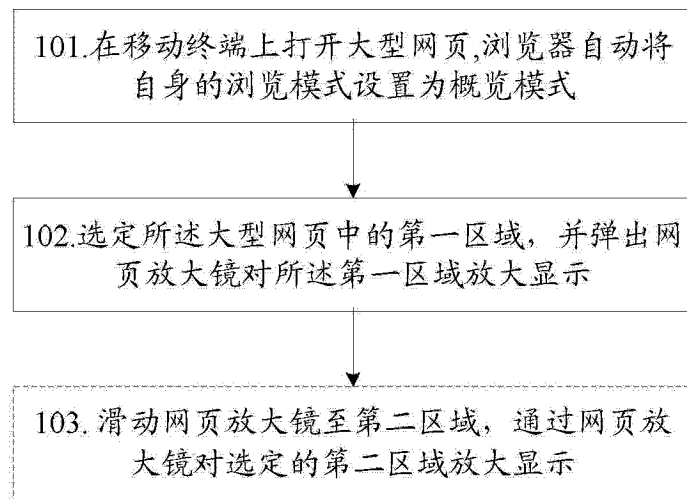 101.在移动终端上打开大型网页,浏览器自动将
自身的浏览模式设置为概览模式
102.选定所述大型网页中的第一区域，并弹出网
页放大镜对所述第一区域放大显示
103. 滑动网页放大镜至第二区域，通过网页放
大镜对选定的第二区域放大显示